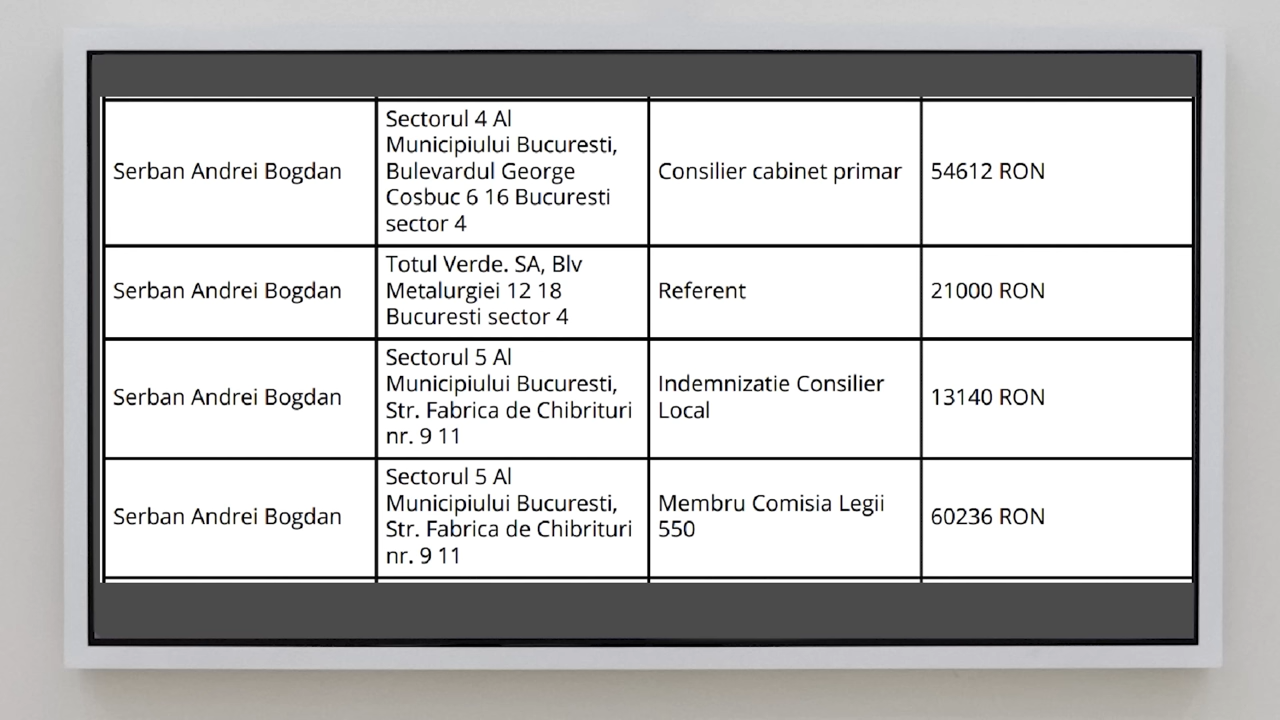 Serban Andrei Bogdan
Sectorul 4 Al
Municipiului Bucuresti,
Bulevardul George
Cosbuc 6 16 Bucuresti
sector 4
Consilier cabinet primar
54612 RON
Serban Andrei Bogdan
Totul Verde. SA, Blv
Metalurgiei 12 18
Bucuresti sector 4
Referent
21000 RON
Serban Andrei Bogdan
Sectorul 5 Al
Municipiului Bucuresti,
Str. Fabrica de Chibrituri
nr. 9 11
Indemnizatie Consilier
Local
13140 RON
Serban Andrei Bogdan
Sectorul 5 Al
Municipiului Bucuresti,
Str. Fabrica de Chibrituri
nr. 9 11
Membru Comisia Legii
550
60236 RON